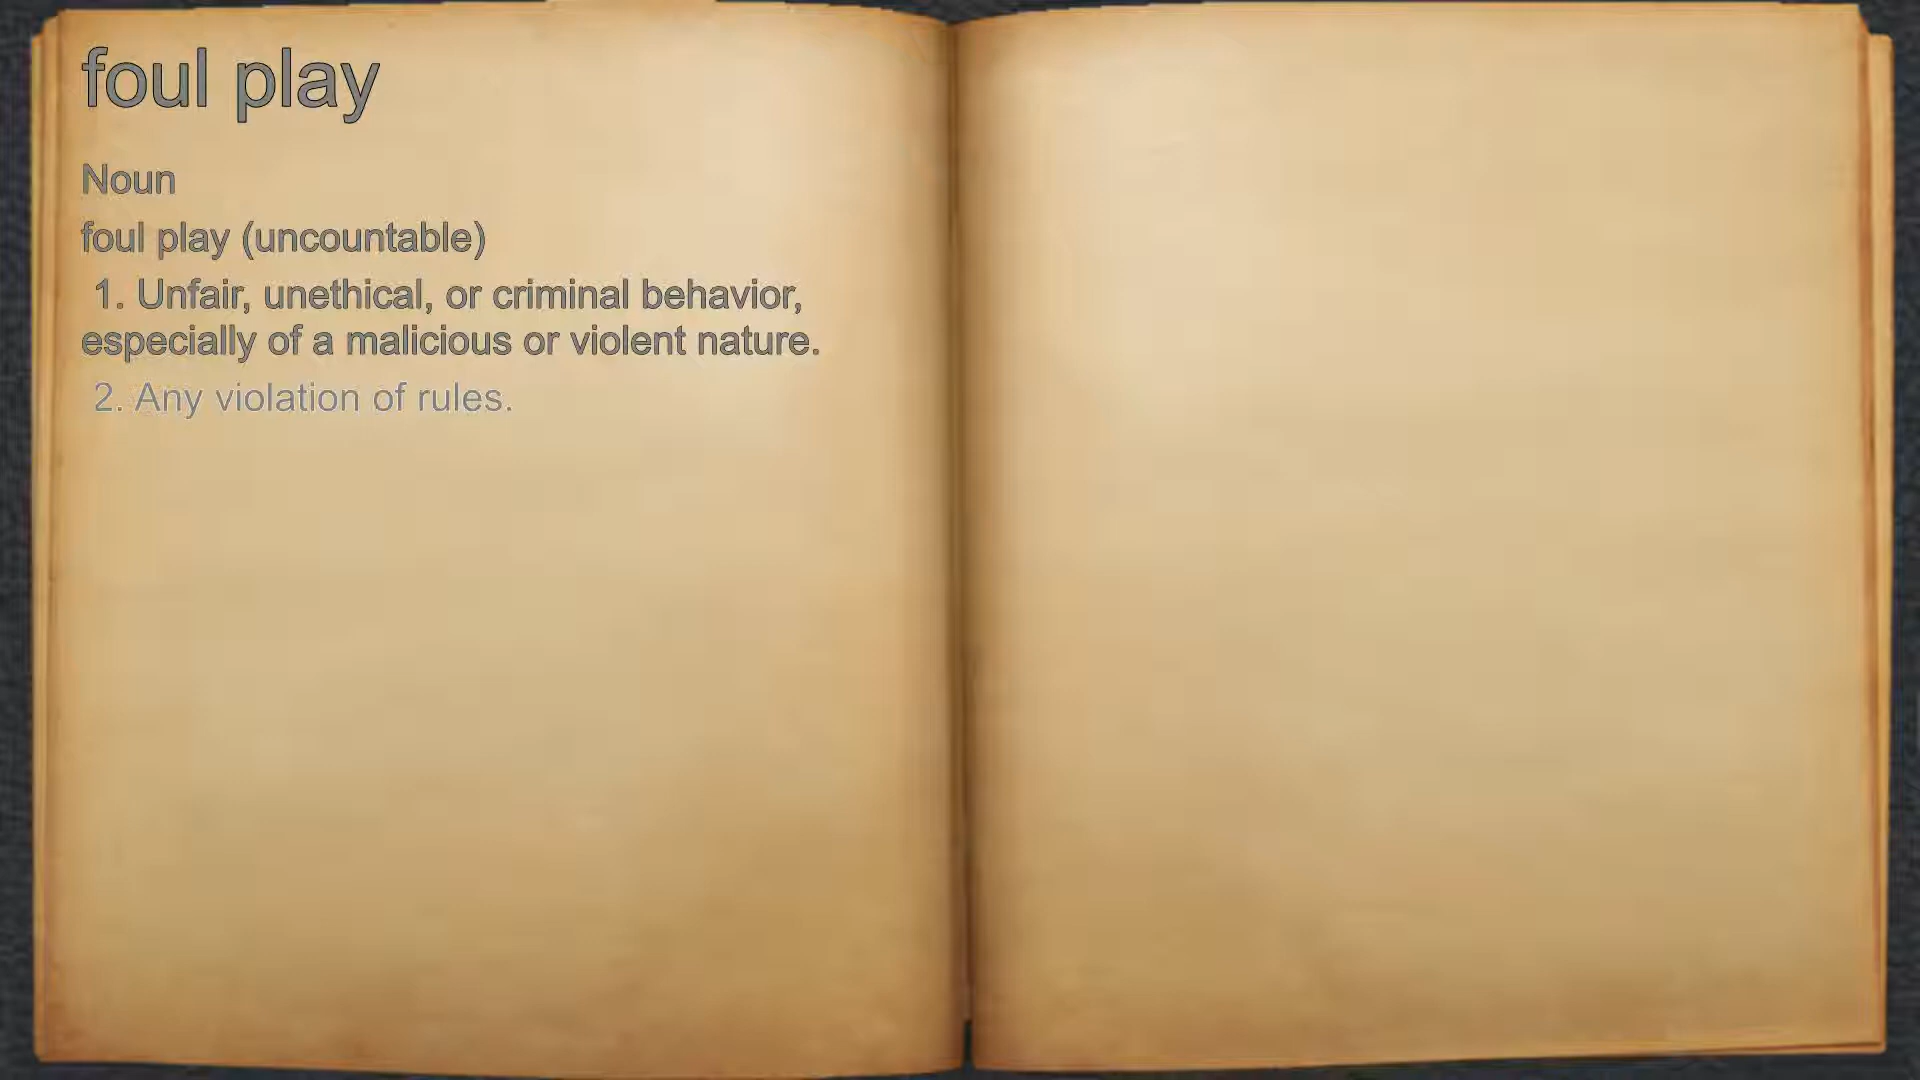 foul play
Noun
foul play (uncountable)
1. Unfair, unethical, or criminal behavior,
especially of a malicious or violent nature.
2. Any violation of rules.